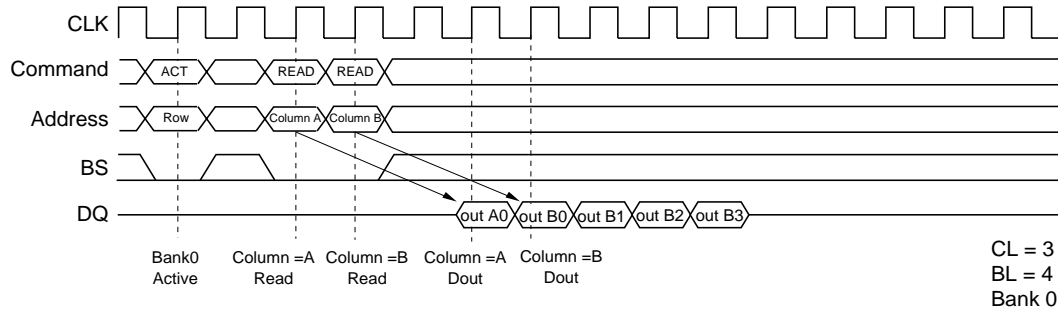 CLK
Command ACT READ READ
Address Row Column A Column B
BS
DQ out A0 out B0 out B1 out B2 out B3
Bank0 Column =A Column =B Column =A Column =B
Active Read Read Dout Dout
CL = 3
BL = 4
Bank 0